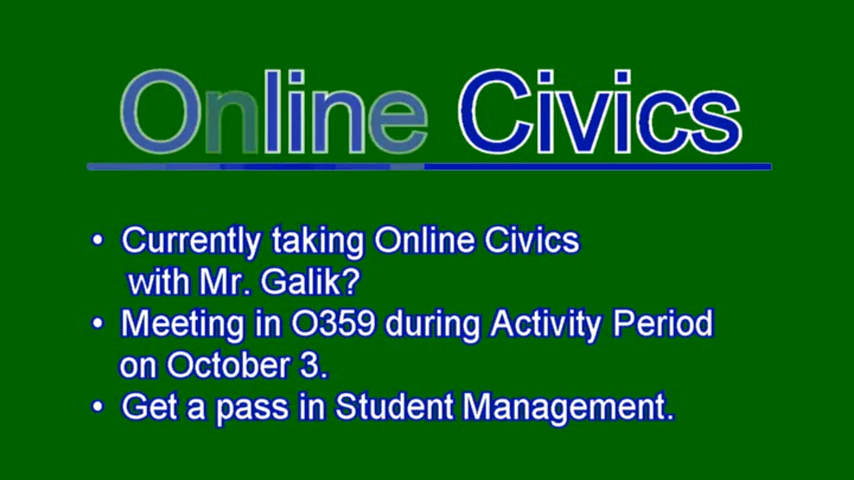 Online Civics
• Currently taking Online Civics
with Mr. Galik?
• Meeting in O359 during Activity Period
on October 3.
• Get a pass in Student Management.